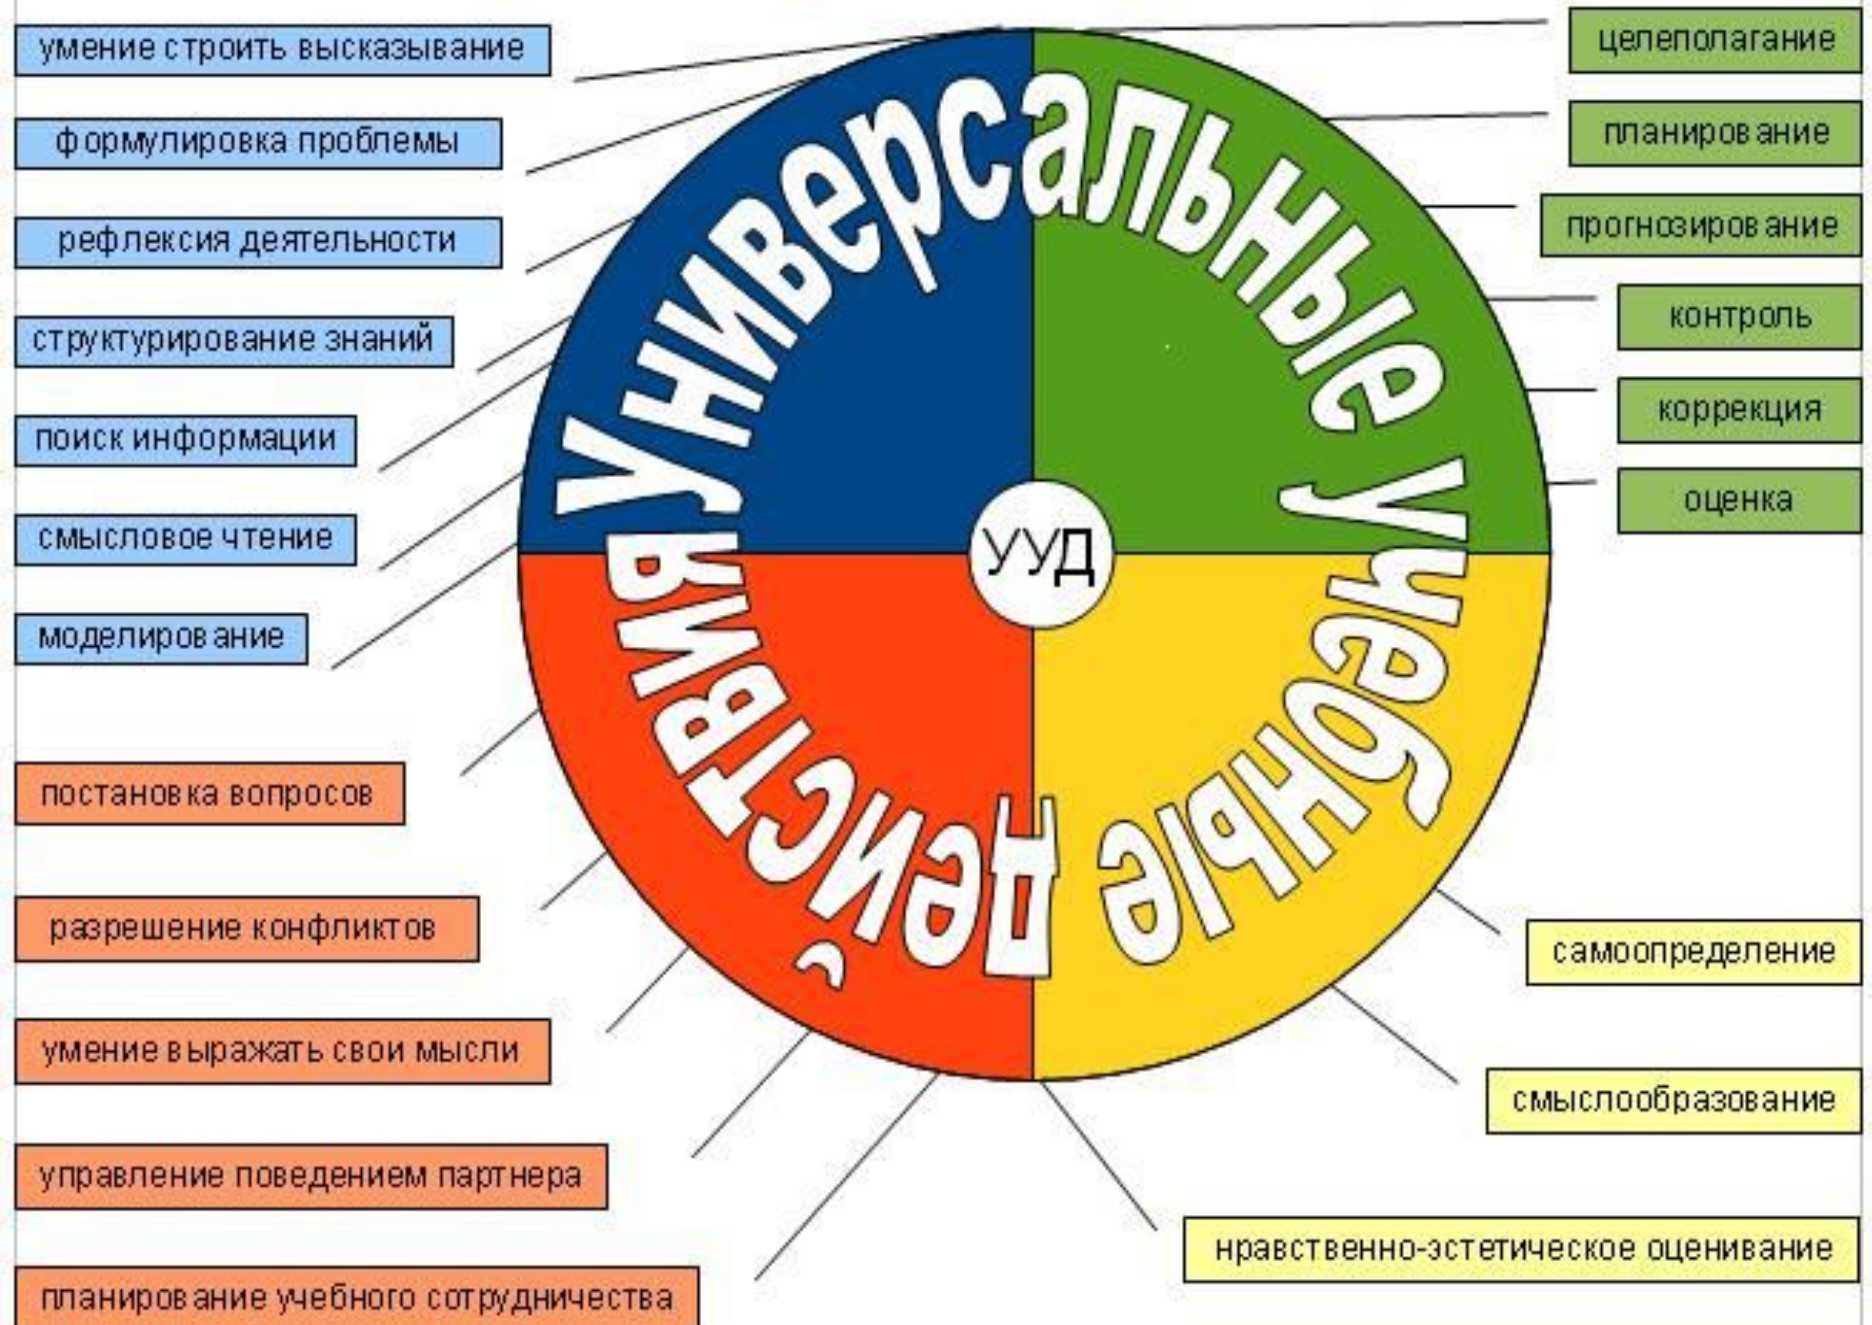 умение строить высказывание
формулировка проблемы
рефлексия деятельности
структурирование знаний
поиск информации
смысловое чтение
моделирование
постановка вопросов
разрешение конфликтов
умение выражать свои мысли
управление поведением партнера
планирование учебного сотрудничества
Универсальные учебные действия
УУД
целеполагание
планирование
прогнозирование
контроль
коррекция
оценка
самоопределение
смыслообразование
нравственно-эстетическое оценивание